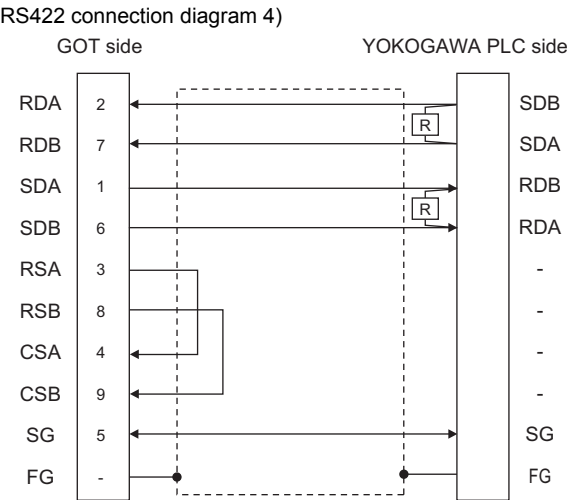 RS422 connection diagram 4)
GOT side YOKOGAWA PLC side
RDA 2 SDB
R
RDB 7 SDA
SDA 1 RDB
R
SDB 6 RDA
RSA 3 -
RSB 8 -
CSA 4 -
CSB 9 -
SG 5 SG
FG - FG